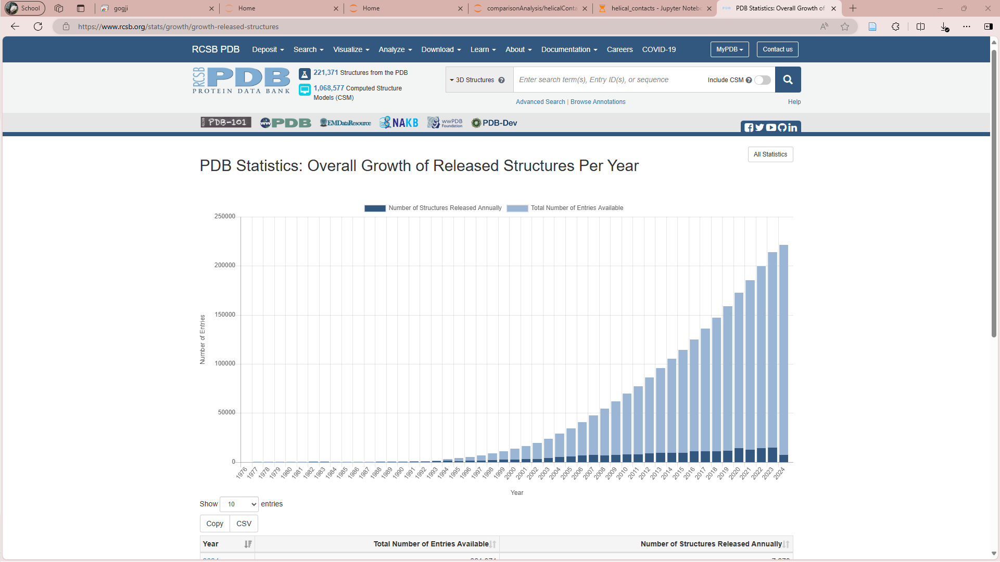 School
gogji
Home
Home
comparisonAnalysis/helicalConta
helical_contacts - Jupyter Notebo
PDB Statistics: Overall Growth of
https://www.rcsb.org/stats/growth/growth-released-structures
RCSB PDB Deposit Search Visualize Analyze Download Learn About Documentation Careers COVID-19 MyPDB Contact us
RCSB PDB
PROTEIN DATA BANK
221,371 Structures from the PDB
1,068,577 Computed Structure
Models (CSM)
3D Structures
Enter search term(s), Entry ID(s), or sequence
Include CSM
Advanced Search | Browse Annotations
Help
RCSB PDB-101
ww PDB
EMDataResource
NAKB
wwPDB
Foundation
PDB-Dev
All Statistics
PDB Statistics: Overall Growth of Released Structures Per Year
Number of Structures Released Annually
Total Number of Entries Available
250000
200000
150000
100000
50000
0
Number of Entries
1976 1977 1978 1979 1980 1981 1982 1983 1984 1985 1986 1987 1988 1989 1990 1991 1992 1993 1994 1995 1996 1997 1998 1999 2000 2001 2002 2003 2004 2005 2006 2007 2008 2009 2010 2011 2012 2013 2014 2015 2016 2017 2018 2019 2020 2021 2022 2023 2024
Year
Show 10 entries
Copy CSV
Year Total Number of Entries Available Number of Structures Released Annually